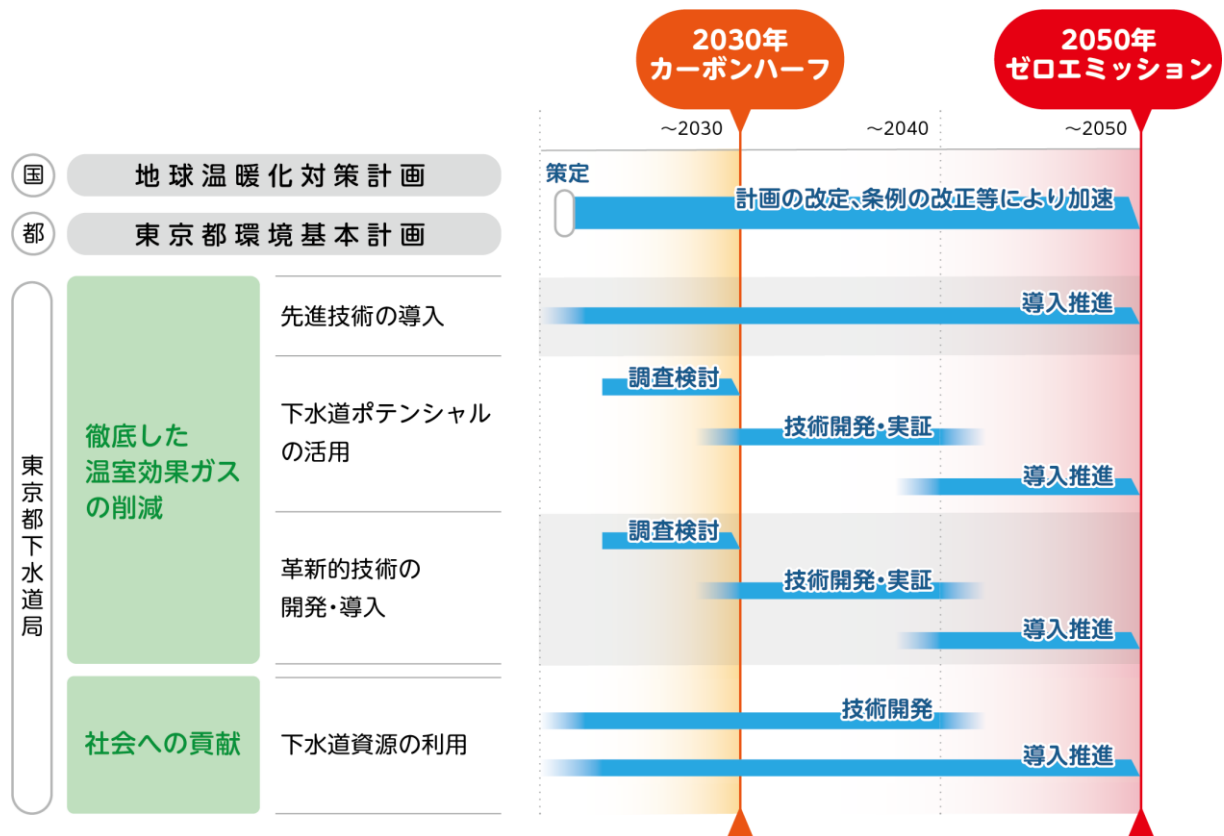 2030年
カーボンハーフ
2050年
ゼロエミッション
～2030
～2040
～2050
国
地球温暖化対策計画
策定
計画の改定、条例の改正等により加速
都
東京都環境基本計画
東京都下水道局
徹底した
温室効果ガス
の削減
先進技術の導入
導入推進
下水道ポテンシャル
の活用
調査検討
技術開発・実証
導入推進
革新的技術の
開発・導入
調査検討
技術開発・実証
導入推進
社会への貢献
下水道資源の利用
技術開発
導入推進